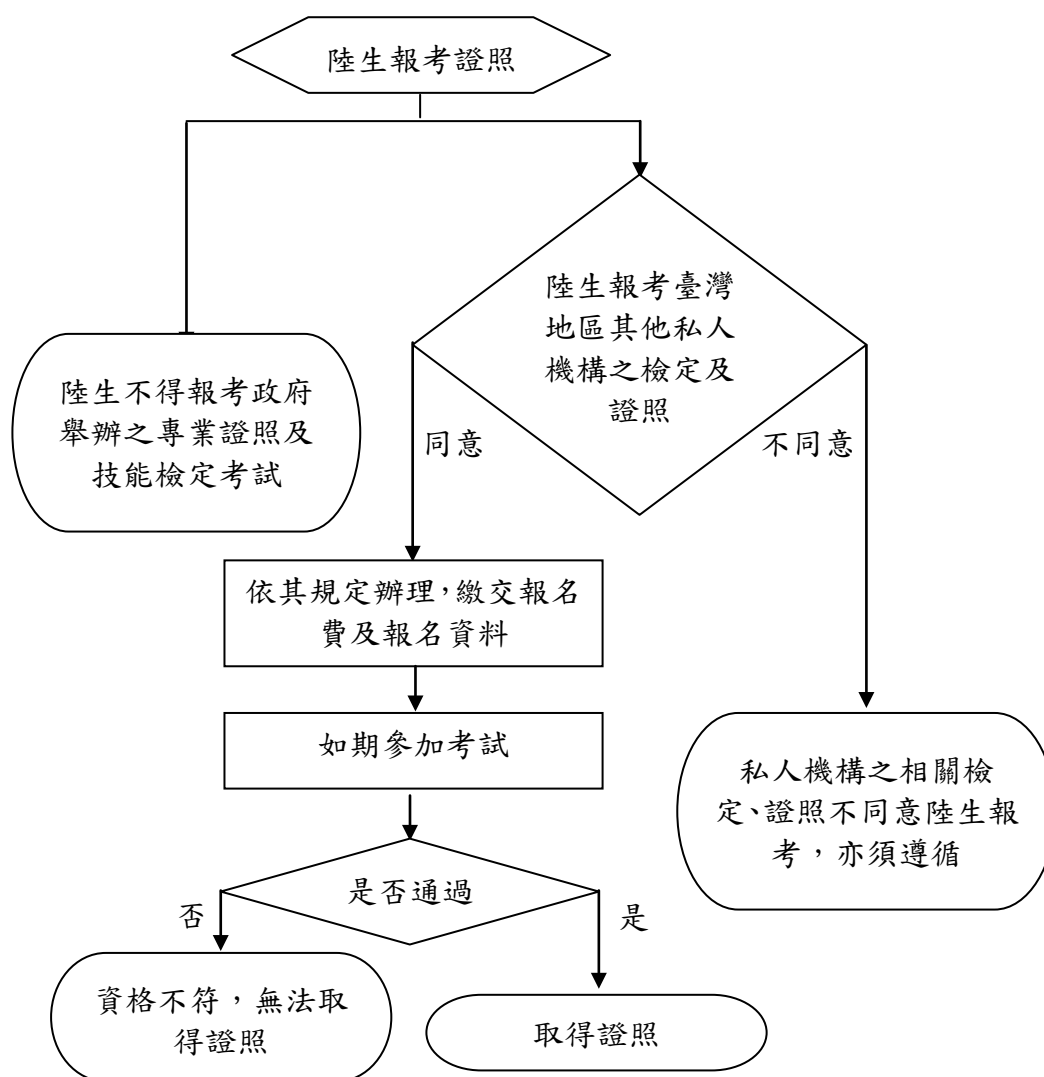 陸生報考證照
陸生報考臺灣
地區其他私人
機構之檢定及
證照
陸生不得報考政府
舉辦之專業證照及
技能檢定考試
同意
不同意
依其規定辦理，繳交報名
費及報名資料
如期參加考試
私人機構之相關檢
定、證照不同意陸生報
考，亦須遵循
是否通過
否
是
資格不符，無法取
得證照
取得證照